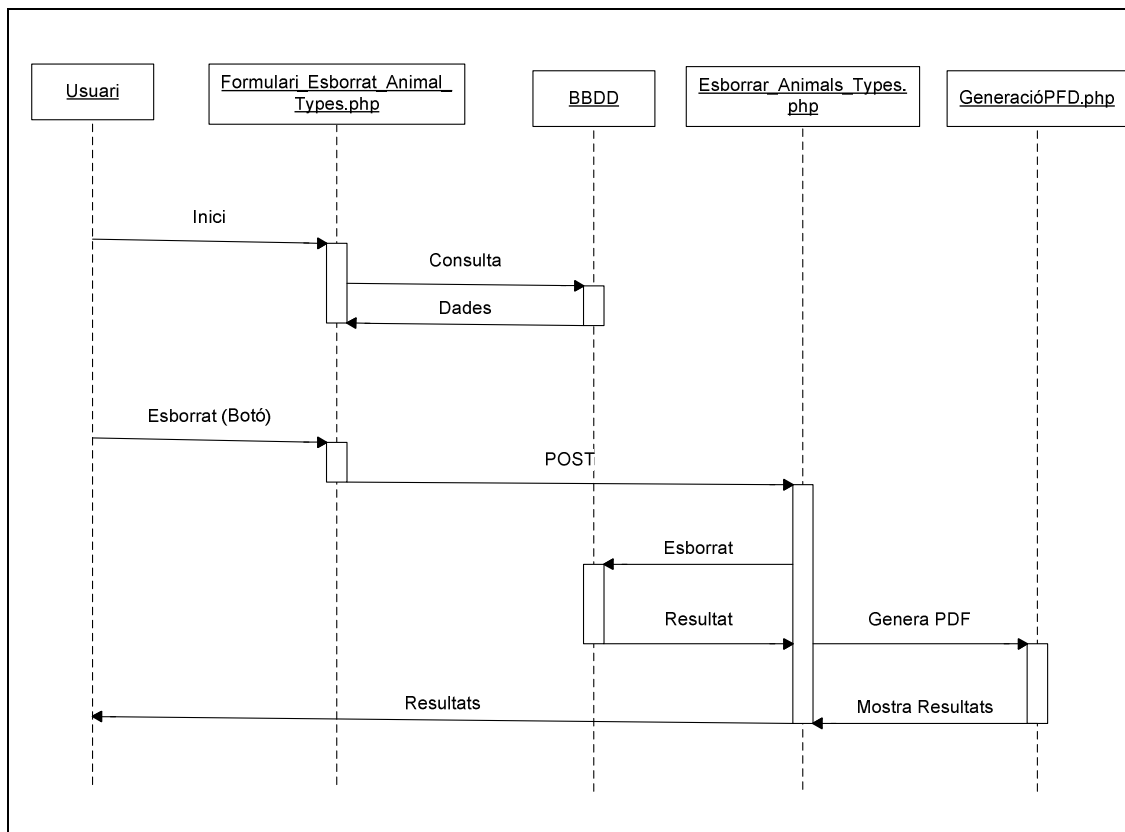 Usuari
Formulari_Esborrat_Animal_
Types.php
BBDD
Esborrar_Animals_Types.
php
GeneracióPFD.php
Inici
Consulta
Dades
Esborrat (Botó)
POST
Esborrat
Resultat
Genera PDF
Resultats
Mostra Resultats